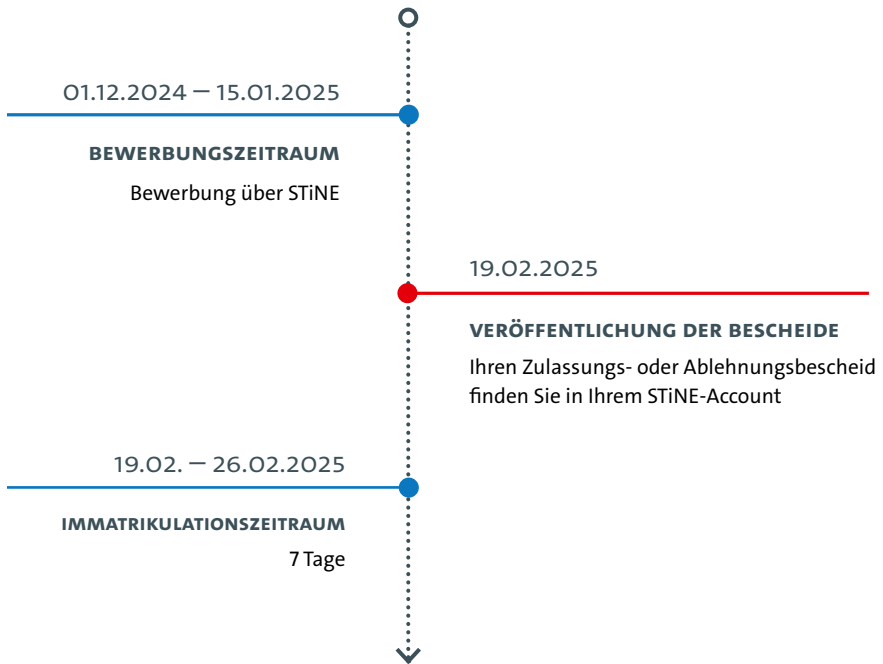 01.12.2024 – 15.01.2025
BEWERBUNGSZEITRAUM
Bewerbung über STiNE
19.02.2025
VERÖFFENTLICHUNG DER BESCHEIDE
Ihren Zulassungs- oder Ablehnungsbescheid
finden Sie in Ihrem STiNE-Account
19.02. – 26.02.2025
IMMATRIKULATIONSZEITRAUM
7 Tage